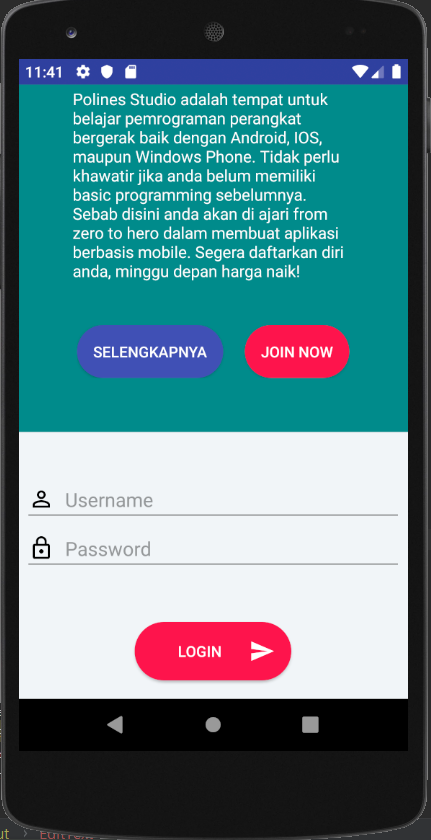 11:41
Polines Studio adalah tempat untuk
belajar pemrograman perangkat
bergerak baik dengan Android, IOS,
maupun Windows Phone. Tidak perlu
khawatir jika anda belum memiliki
basic programming sebelumnya.
Sebab disini anda akan di ajari from
zero to hero dalam membuat aplikasi
berbasis mobile. Segera daftarkan diri
anda, minggu depan harga naik!
SELENGKAPNYA JOIN NOW
Username
Password
LOGIN